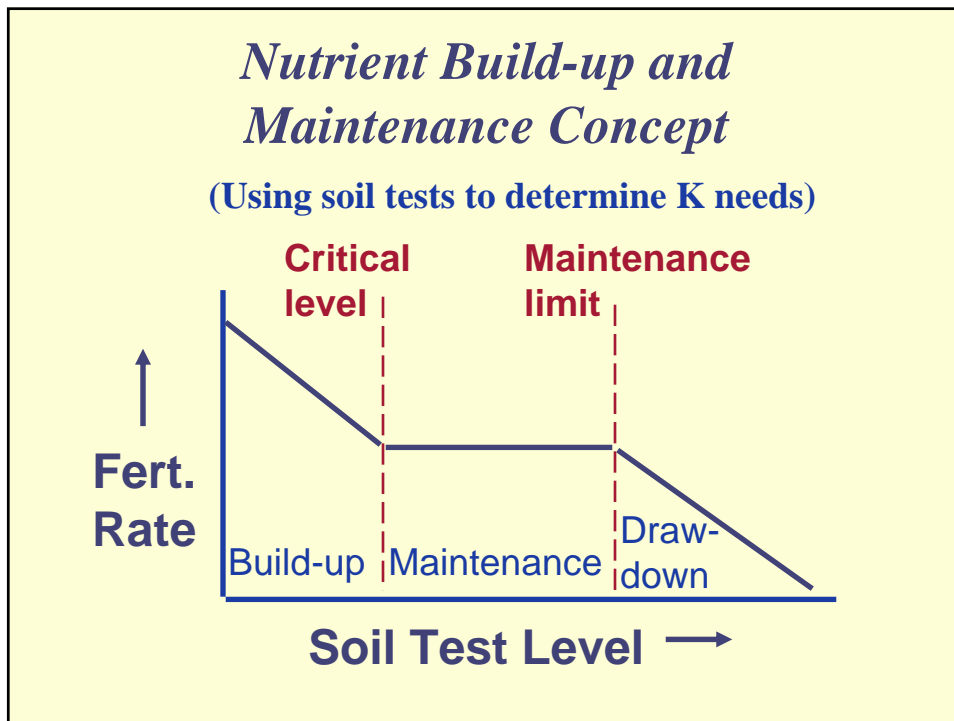 Nutrient Build-up and
Maintenance Concept
(Using soil tests to determine K needs)
Critical
level
Maintenance
limit
Fert.
Rate
Build-up
Maintenance
Draw-
down
Soil Test Level